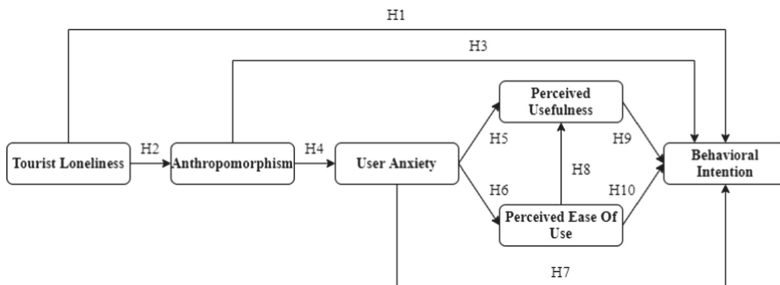 H1
H3
Perceived
Usefulness
H2
H4
H5
H9
Tourist Loneliness
Anthropomorphism
User Anxiety
Behavioral
Intention
H8
H6
H10
Perceived Ease Of
Use
H7